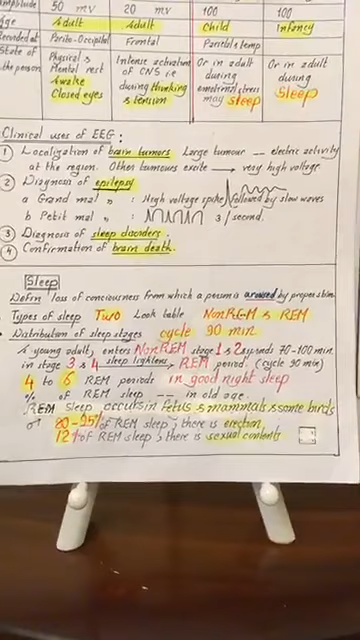 Amplitude 50 mv 20 mv 100 100
Age Adult Adult Child Infancy
Recorded at Parito-Occipital Frontal Parital & temp
State of the person Physical & Mental rest Awake Closed eyes Intense activation of CNS i.e during thinking & tension Or in adult during emotional stress may sleep Or in adult during Sleep
Clinical uses of EEG:
① Localization of brain tumors Large tumour __ electric activity
at the region. Other tumours excite → very high voltage
② Diagnosis of epilepsy
a Grand mal " : High voltage spike followed by slow waves
b Petit mal " : 3/second.
③ Diagnosis of sleep disorders.
④ Confirmation of brain death.
Sleep
Defin loss of consciousness from which a person is aroused by proper stim
Types of sleep Two Look table NonREM & REM
Distribution of sleep stages cycle 90 min
A young adult, enters NonREM stage 1 & 2 spends 70-100 min.
in stage 3 & 4 sleep lightens, REM period. (cycle 90 min)
4 to 6 REM periods in good night sleep
% of REM sleep -- in old age.
REM Sleep occurs in fetus & mammals & some birds
80-95% of REM sleep, there is erection,
12% of REM sleep, there is sexual contents